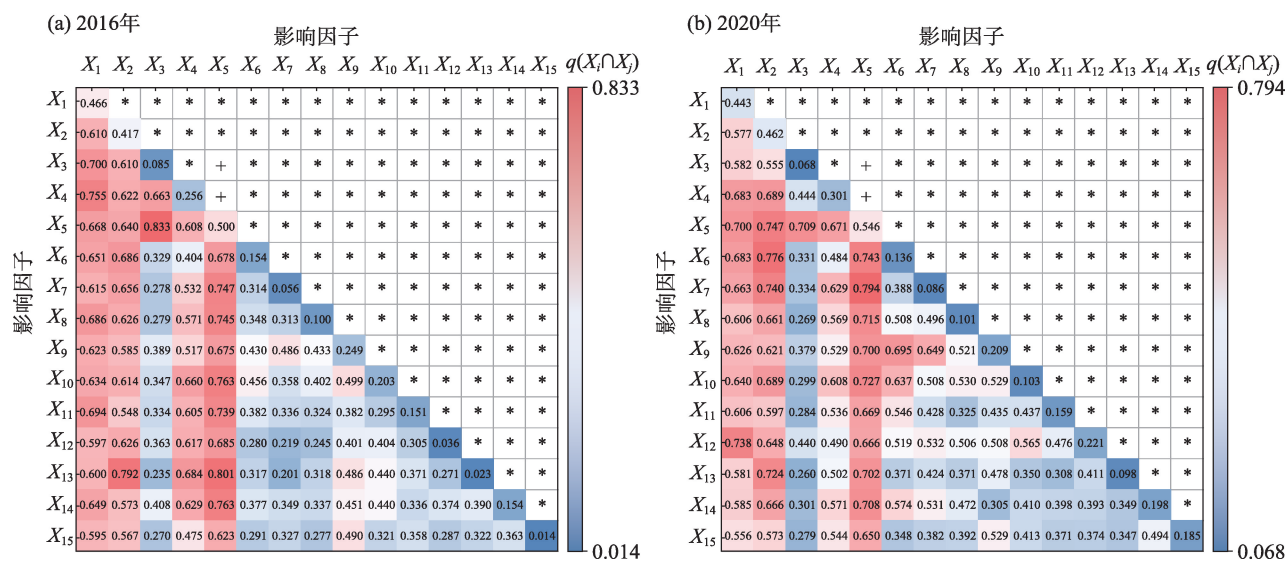 (a) 2016年
影响因子
X₁ X₂ X₃ X₄ X₅ X₆ X₇ X₈ X₉ X₁₀ X₁₁ X₁₂ X₁₃ X₁₄ X₁₅ q(Xᵢ∩Xⱼ)
X₁ 0.466 * * * * * * * * * * * * * *
X₂ 0.610 0.417 * * * * * * * * * * * * *
X₃ 0.700 0.610 0.085 * + * * * * * * * * * *
X₄ 0.755 0.622 0.663 0.256 + * * * * * * * * * *
X₅ 0.668 0.640 0.833 0.608 0.500 * * * * * * * * * *
X₆ 0.651 0.686 0.329 0.404 0.678 0.154 * * * * * * * * *
X₇ 0.615 0.656 0.278 0.532 0.747 0.314 0.056 * * * * * * * *
X₈ 0.686 0.626 0.279 0.571 0.745 0.348 0.313 0.100 * * * * * * *
X₉ 0.623 0.585 0.389 0.517 0.675 0.430 0.486 0.433 0.249 * * * * * *
X₁₀ 0.634 0.614 0.347 0.660 0.763 0.456 0.358 0.402 0.499 0.203 * * * * *
X₁₁ 0.694 0.548 0.334 0.605 0.739 0.382 0.336 0.324 0.382 0.295 0.151 * * * *
X₁₂ 0.597 0.626 0.363 0.617 0.685 0.280 0.219 0.245 0.401 0.404 0.305 0.036 * * *
X₁₃ 0.600 0.792 0.235 0.684 0.801 0.317 0.201 0.318 0.486 0.440 0.371 0.271 0.023 * *
X₁₄ 0.649 0.573 0.408 0.629 0.763 0.377 0.349 0.337 0.451 0.440 0.336 0.374 0.390 0.154 *
X₁₅ 0.595 0.567 0.270 0.475 0.623 0.291 0.327 0.277 0.490 0.321 0.358 0.287 0.322 0.363 0.014
影响因子
0.833
0.014
(b) 2020年
影响因子
X₁ X₂ X₃ X₄ X₅ X₆ X₇ X₈ X₉ X₁₀ X₁₁ X₁₂ X₁₃ X₁₄ X₁₅ q(Xᵢ∩Xⱼ)
X₁ 0.443 * * * * * * * * * * * * * *
X₂ 0.577 0.462 * * * * * * * * * * * * *
X₃ 0.582 0.555 0.068 * + * * * * * * * * * *
X₄ 0.683 0.689 0.444 0.301 + * * * * * * * * * *
X₅ 0.700 0.747 0.709 0.671 0.546 * * * * * * * * * *
X₆ 0.683 0.776 0.331 0.484 0.743 0.136 * * * * * * * * *
X₇ 0.663 0.740 0.334 0.629 0.794 0.388 0.086 * * * * * * * *
X₈ 0.606 0.661 0.269 0.569 0.715 0.508 0.496 0.101 * * * * * * *
X₉ 0.626 0.621 0.379 0.529 0.700 0.695 0.649 0.521 0.209 * * * * * *
X₁₀ 0.640 0.689 0.299 0.608 0.727 0.637 0.508 0.530 0.529 0.103 * * * * *
X₁₁ 0.606 0.597 0.284 0.536 0.669 0.546 0.428 0.325 0.435 0.437 0.159 * * * *
X₁₂ 0.738 0.648 0.440 0.490 0.666 0.519 0.532 0.506 0.508 0.565 0.476 0.221 * * *
X₁₃ 0.581 0.724 0.260 0.502 0.702 0.371 0.424 0.371 0.478 0.350 0.308 0.411 0.098 * *
X₁₄ 0.585 0.666 0.301 0.571 0.708 0.574 0.531 0.472 0.305 0.410 0.398 0.393 0.349 0.198 *
X₁₅ 0.556 0.573 0.279 0.544 0.650 0.348 0.382 0.392 0.529 0.413 0.371 0.374 0.347 0.494 0.185
影响因子
0.794
0.068